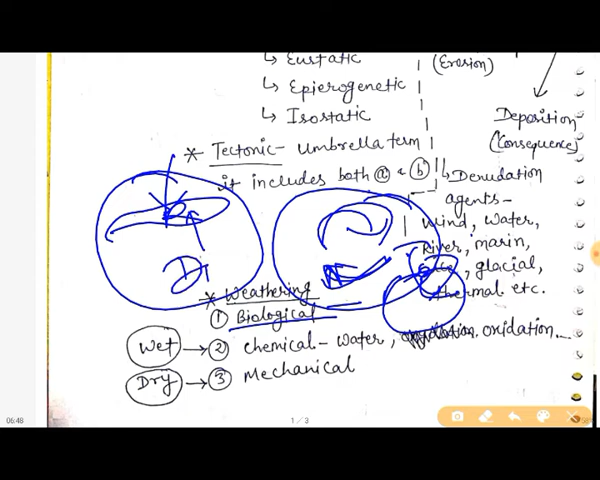 ↳ Eustatic
(Erosion)
↳ Epierogenetic
↳ Isostatic
Deposition
(Consequence)
* Tectonic- Umbrella term
it includes both ⓐ & ⓑ
↳ Denudation
agents-
wind, water,
River, marin,
glacial,
thermal etc.
* Weathering
① Biological
Wet → ② Chemical - Water, oxidation...
Dry → ③ Mechanical
06:48
1 / 3